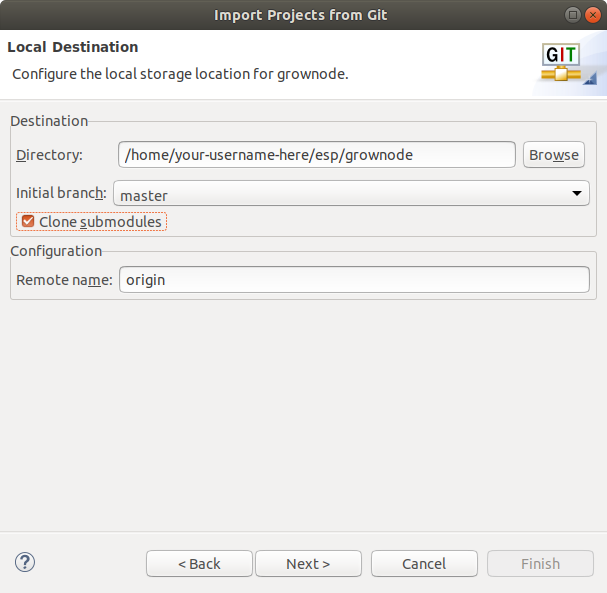 Import Projects from Git
Local Destination
Configure the local storage location for grownode.
GIT
Destination
Directory: /home/your-username-here/esp/grownode Browse
Initial branch: master
Clone submodules
Configuration
Remote name: origin
? < Back Next > Cancel Finish